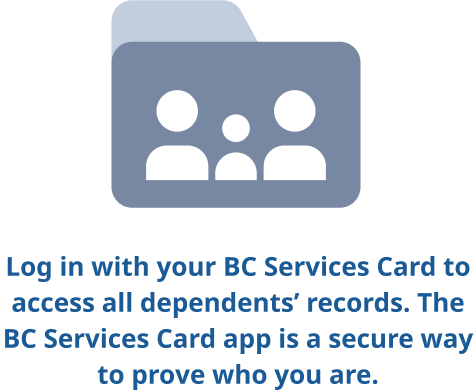 Log in with your BC Services Card to
access all dependents’ records. The
BC Services Card app is a secure way
to prove who you are.